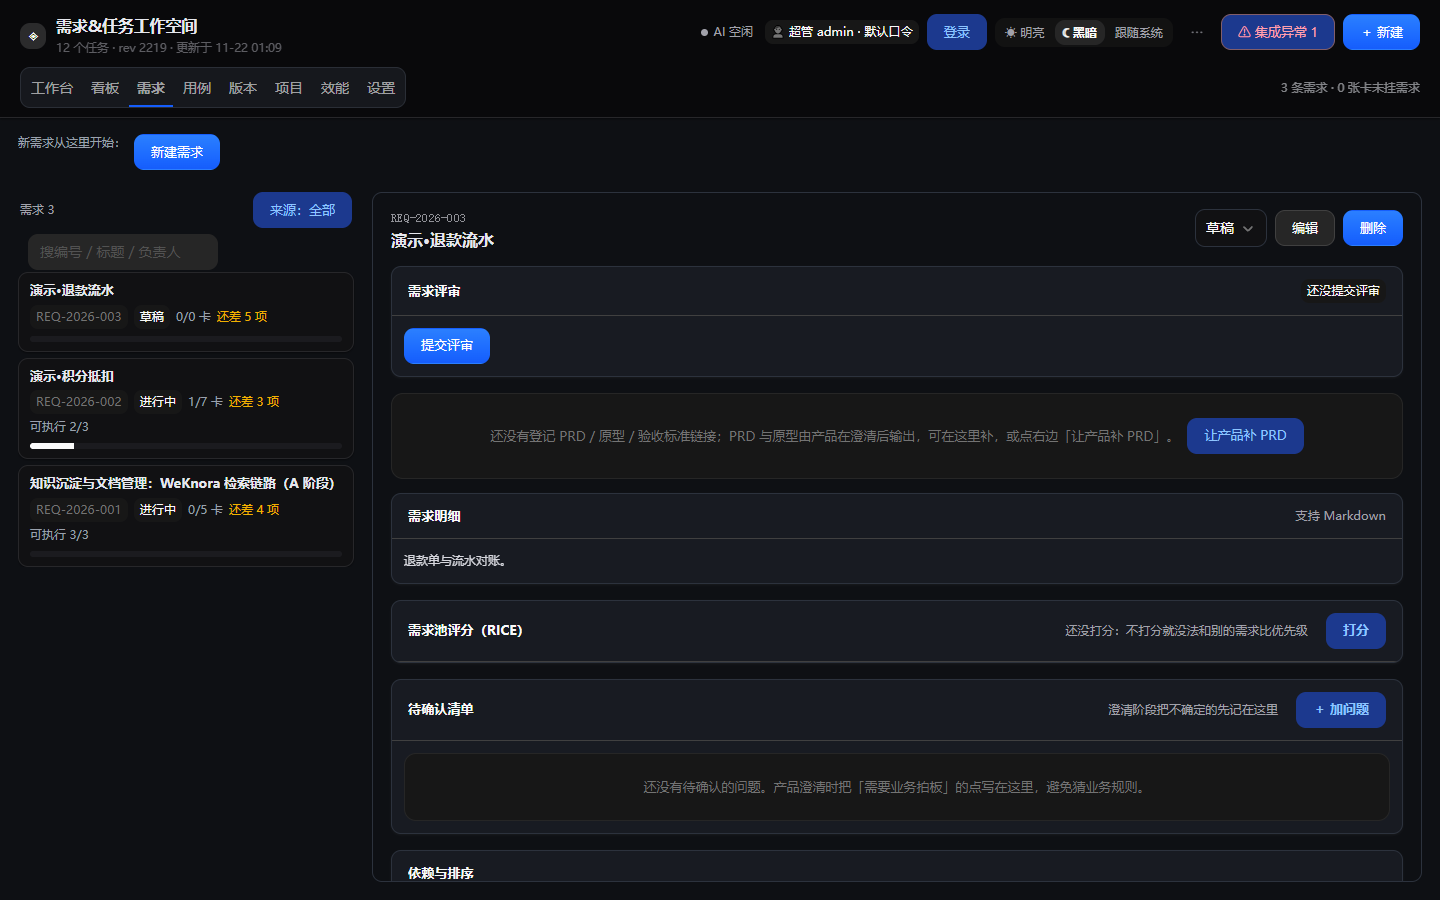 需求&任务工作空间
12 个任务 · rev 2219 · 更新于 11-22 01:09
AI 空闲
超管 admin · 默认口令
登录
明亮
黑暗
跟随系统
···
集成异常 1
+ 新建
工作台
看板
需求
用例
版本
项目
效能
设置
3 条需求 · 0 张卡未挂需求
新需求从这里开始：
新建需求
需求 3
来源：全部
搜编号 / 标题 / 负责人
演示•退款流水
REQ-2026-003 草稿 0/0 卡 还差 5 项
演示•积分抵扣
REQ-2026-002 进行中 1/7 卡 还差 3 项
可执行 2/3
知识沉淀与文档管理：WeKnora 检索链路（A 阶段）
REQ-2026-001 进行中 0/5 卡 还差 4 项
可执行 3/3
REQ-2026-003
演示•退款流水
草稿
编辑
删除
需求评审
还没提交评审
提交评审
还没有登记 PRD / 原型 / 验收标准链接；PRD 与原型由产品在澄清后输出，可在这里补，或点右边「让产品补 PRD」。
让产品补 PRD
需求明细
支持 Markdown
退款单与流水对账。
需求池评分（RICE）
还没打分：不打分就没法和别的需求比优先级
打分
待确认清单
澄清阶段把不确定的先记在这里
+ 加问题
还没有待确认的问题。产品澄清时把「需要业务拍板」的点写在这里，避免猜业务规则。
依赖与排序